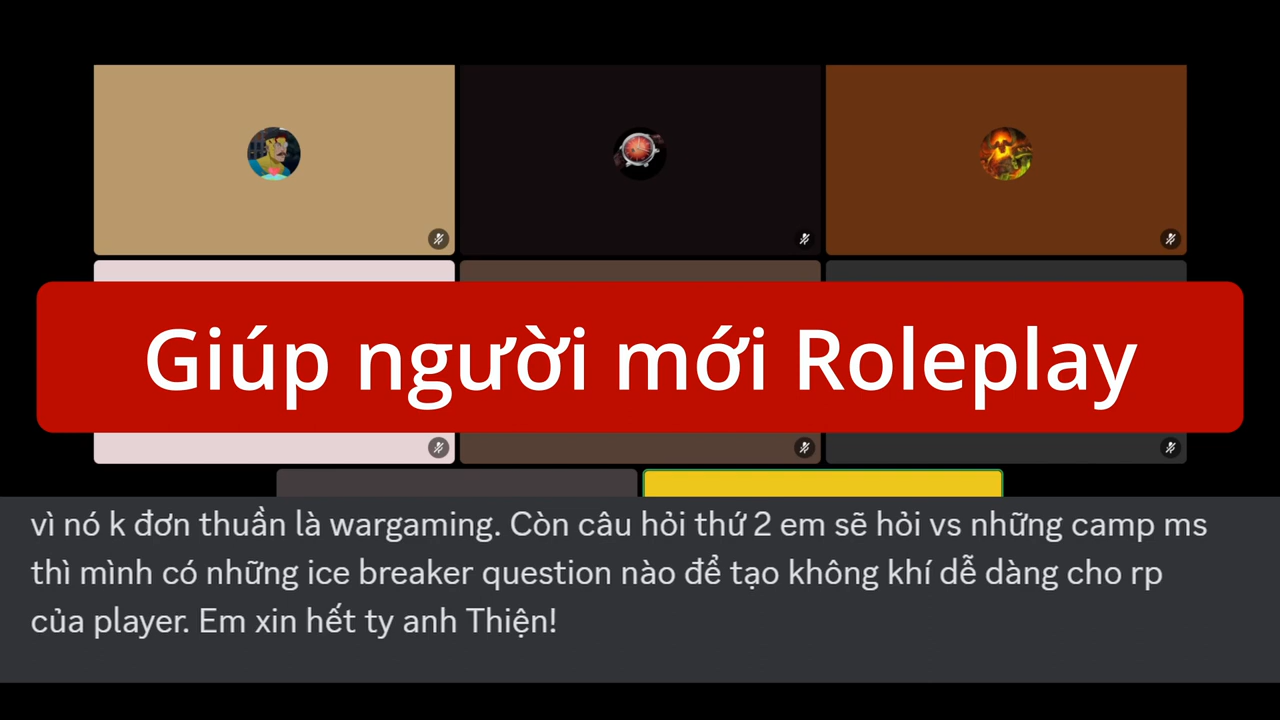 Giúp người mới Roleplay
vì nó k đơn thuần là wargaming. Còn câu hỏi thứ 2 em sẽ hỏi vs những camp ms
thì mình có những ice breaker question nào để tạo không khí dễ dàng cho rp
của player. Em xin hết ty anh Thiện!